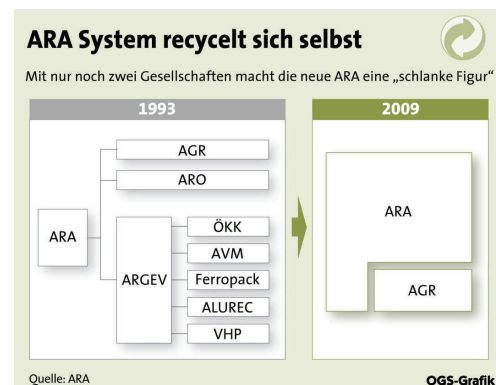 ARA System recycelt sich selbst
Mit nur noch zwei Gesellschaften macht die neue ARA eine „schlanke Figur“
1993
AGR
ARO
ARA
ARGEV
ÖKK
AVM
Ferropack
ALUREC
VHP
2009
ARA
AGR
Quelle: ARA
OGS-Grafik